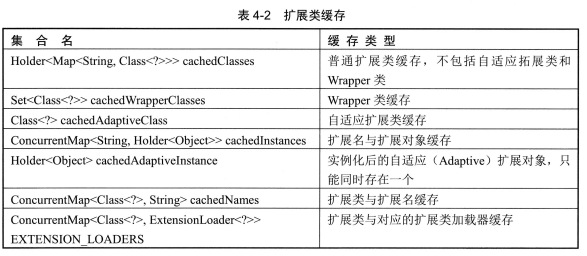 表 4-2 扩展类缓存
集 合 名
缓 存 类 型
Holder<Map<String, Class<?>>> cachedClasses
普通扩展类缓存，不包括自适应拓展类和
Wrapper 类
Set<Class<?>> cachedWrapperClasses
Wrapper 类缓存
Class<?> cachedAdaptiveClass
自适应扩展类缓存
ConcurrentMap<String, Holder<Object>> cachedInstances
扩展名与扩展对象缓存
Holder<Object> cachedAdaptiveInstance
实例化后的自适应（Adaptive）扩展对象，只
能同时存在一个
ConcurrentMap<Class<?>, String> cachedNames
扩展类与扩展名缓存
ConcurrentMap<Class<?>, ExtensionLoader<?>>
EXTENSION_LOADERS
扩展类与对应的扩展类加载器缓存